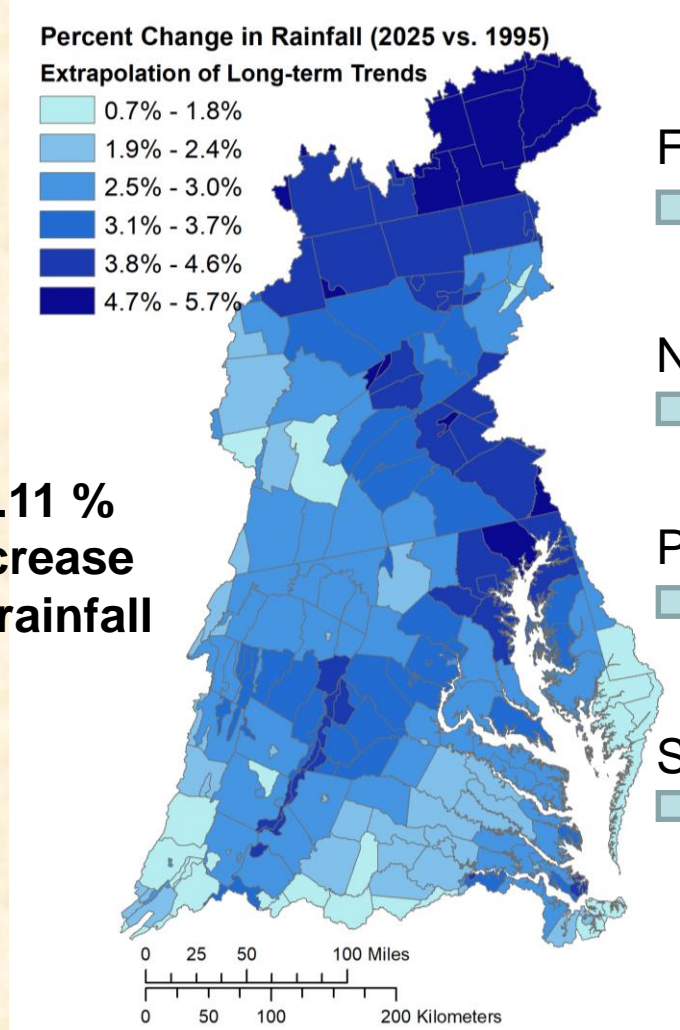 Percent Change in Rainfall (2025 vs. 1995)
Extrapolation of Long-term Trends
0.7% - 1.8%
1.9% - 2.4%
2.5% - 3.0%
3.1% - 3.7%
3.8% - 4.6%
4.7% - 5.7%
.11 %
crease
rainfall
F
N
P
S
0 25 50 100 Miles
0 50 100 200 Kilometers